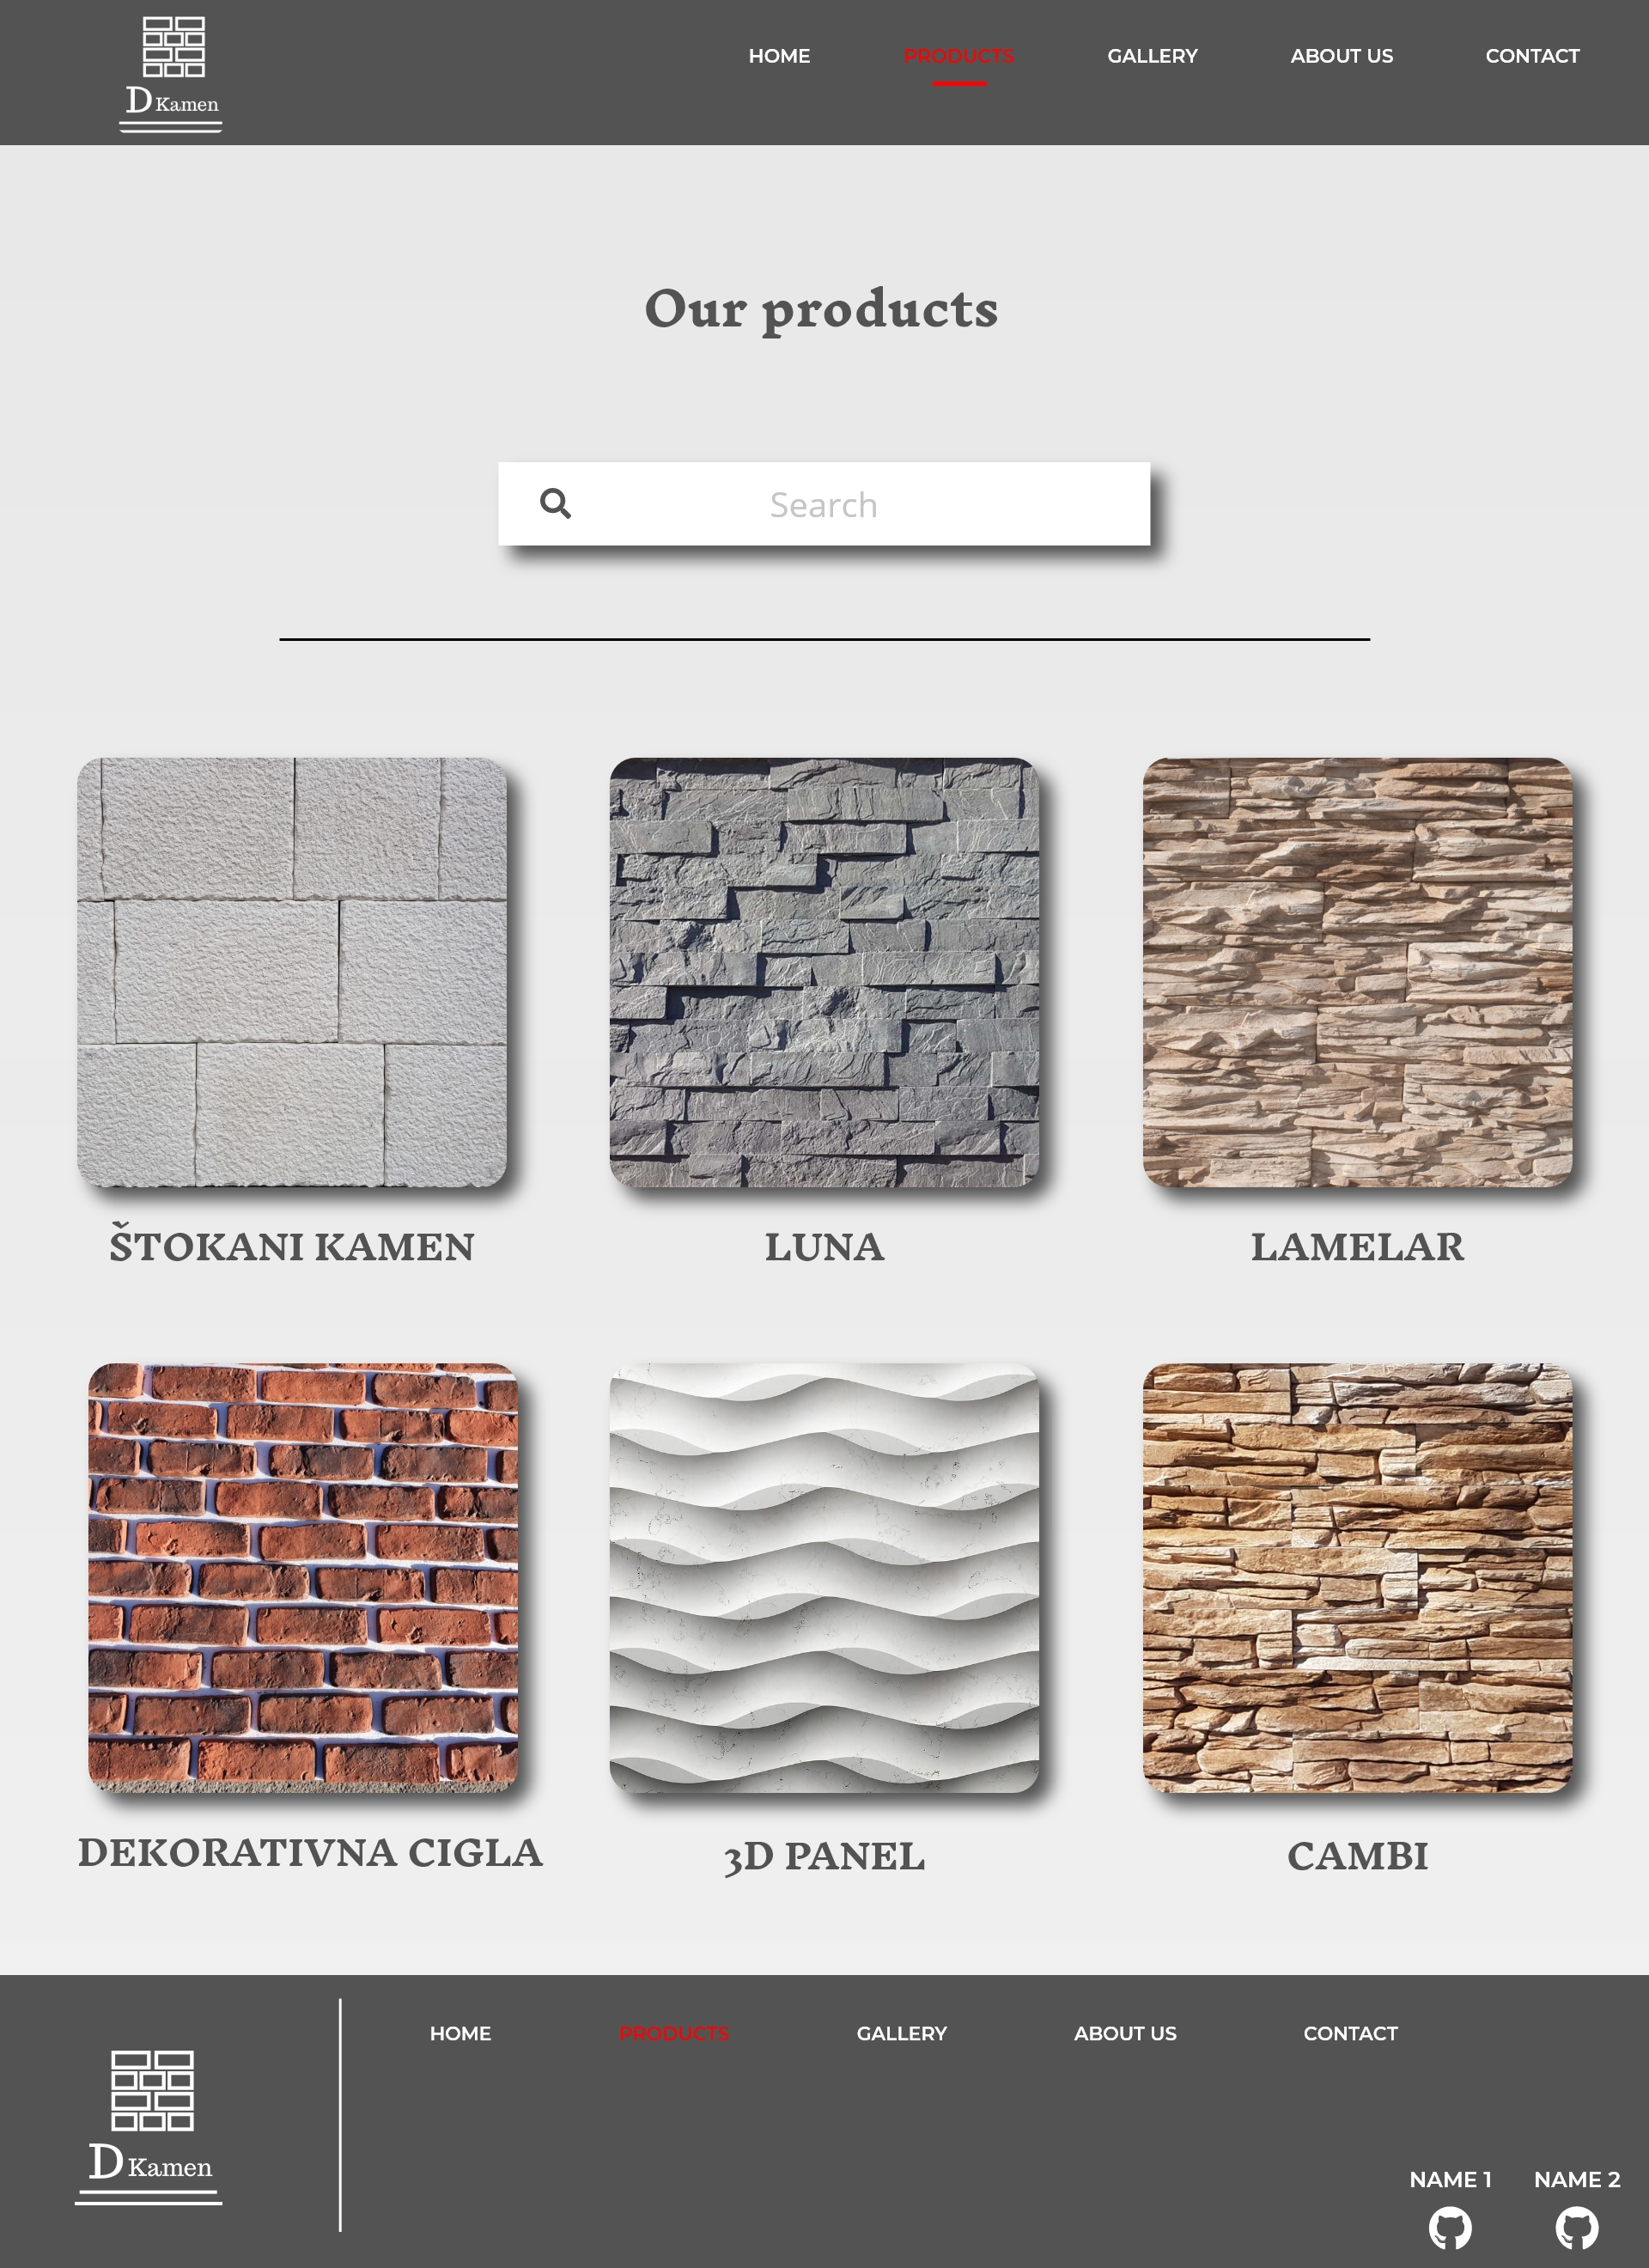 D Kamen
HOME PRODUCTS GALLERY ABOUT US CONTACT
Our products
Search
ŠTOKANI KAMEN LUNA LAMELAR
DEKORATIVNA CIGLA 3D PANEL CAMBI
HOME PRODUCTS GALLERY ABOUT US CONTACT
D Kamen
NAME 1 NAME 2